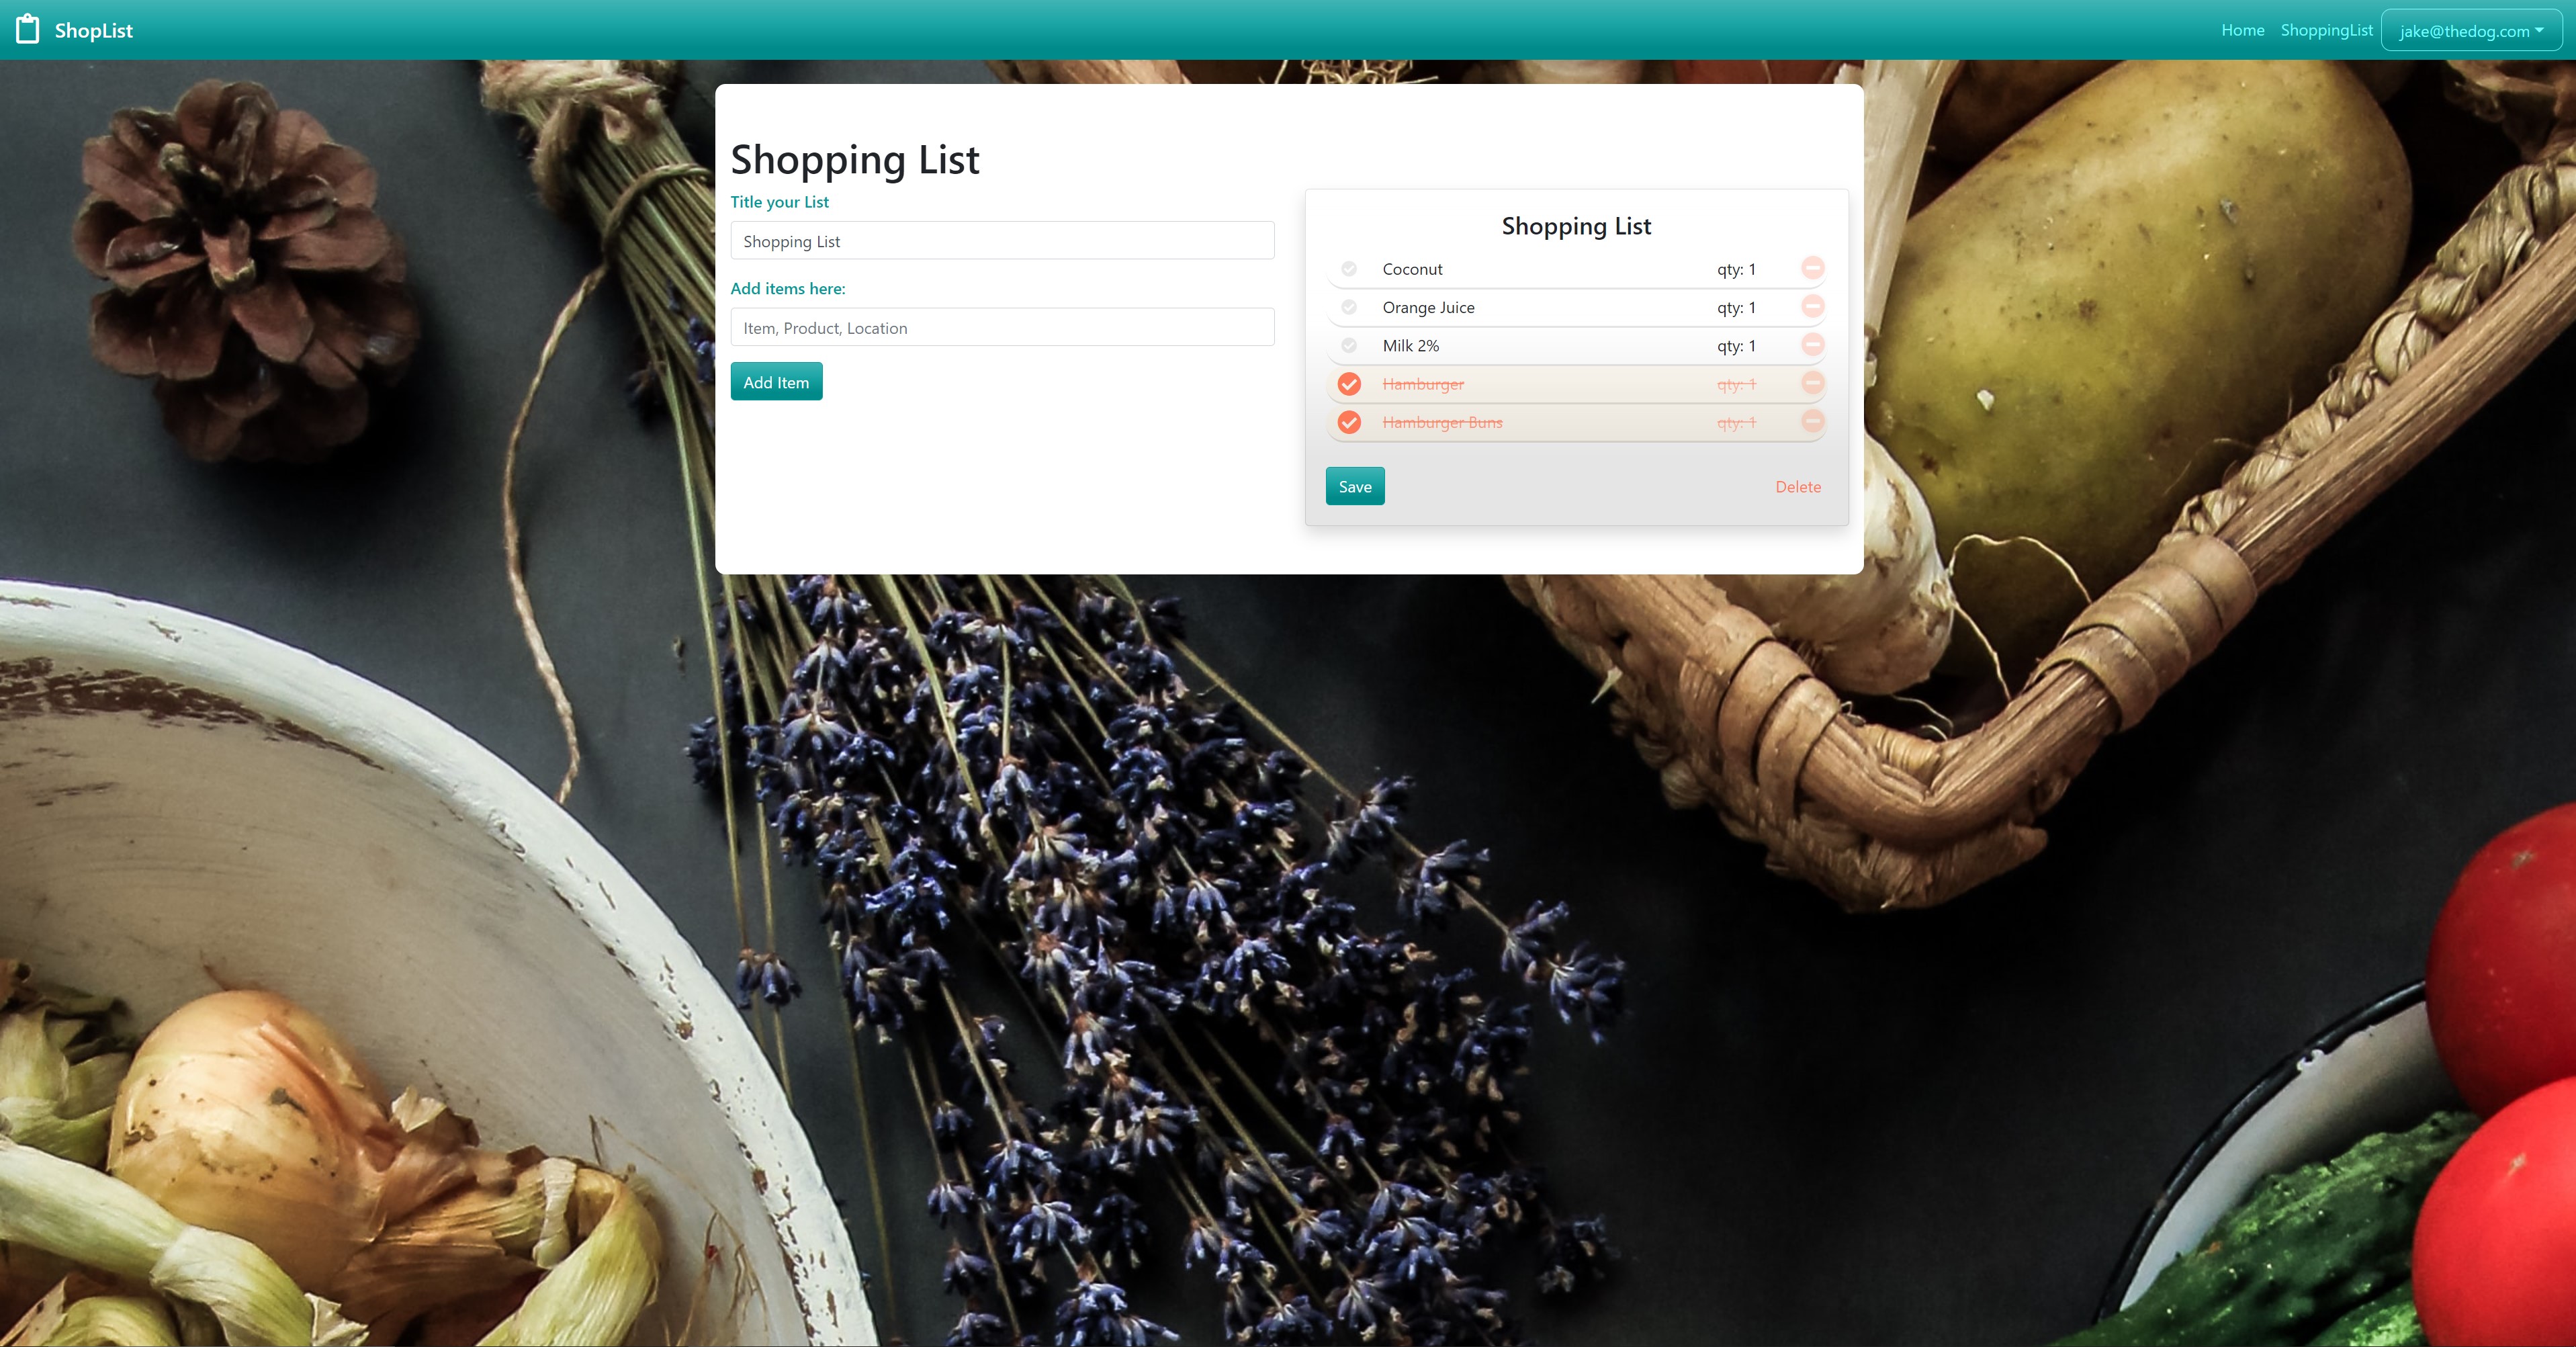 ShopList
Home ShoppingList jake@thedog.com
Shopping List
Title your List
Shopping List
Add items here:
Item, Product, Location
Add Item
Shopping List
Coconut qty: 1
Orange Juice qty: 1
Milk 2% qty: 1
Hamburger qty: 1
Hamburger Buns qty: 1
Save Delete